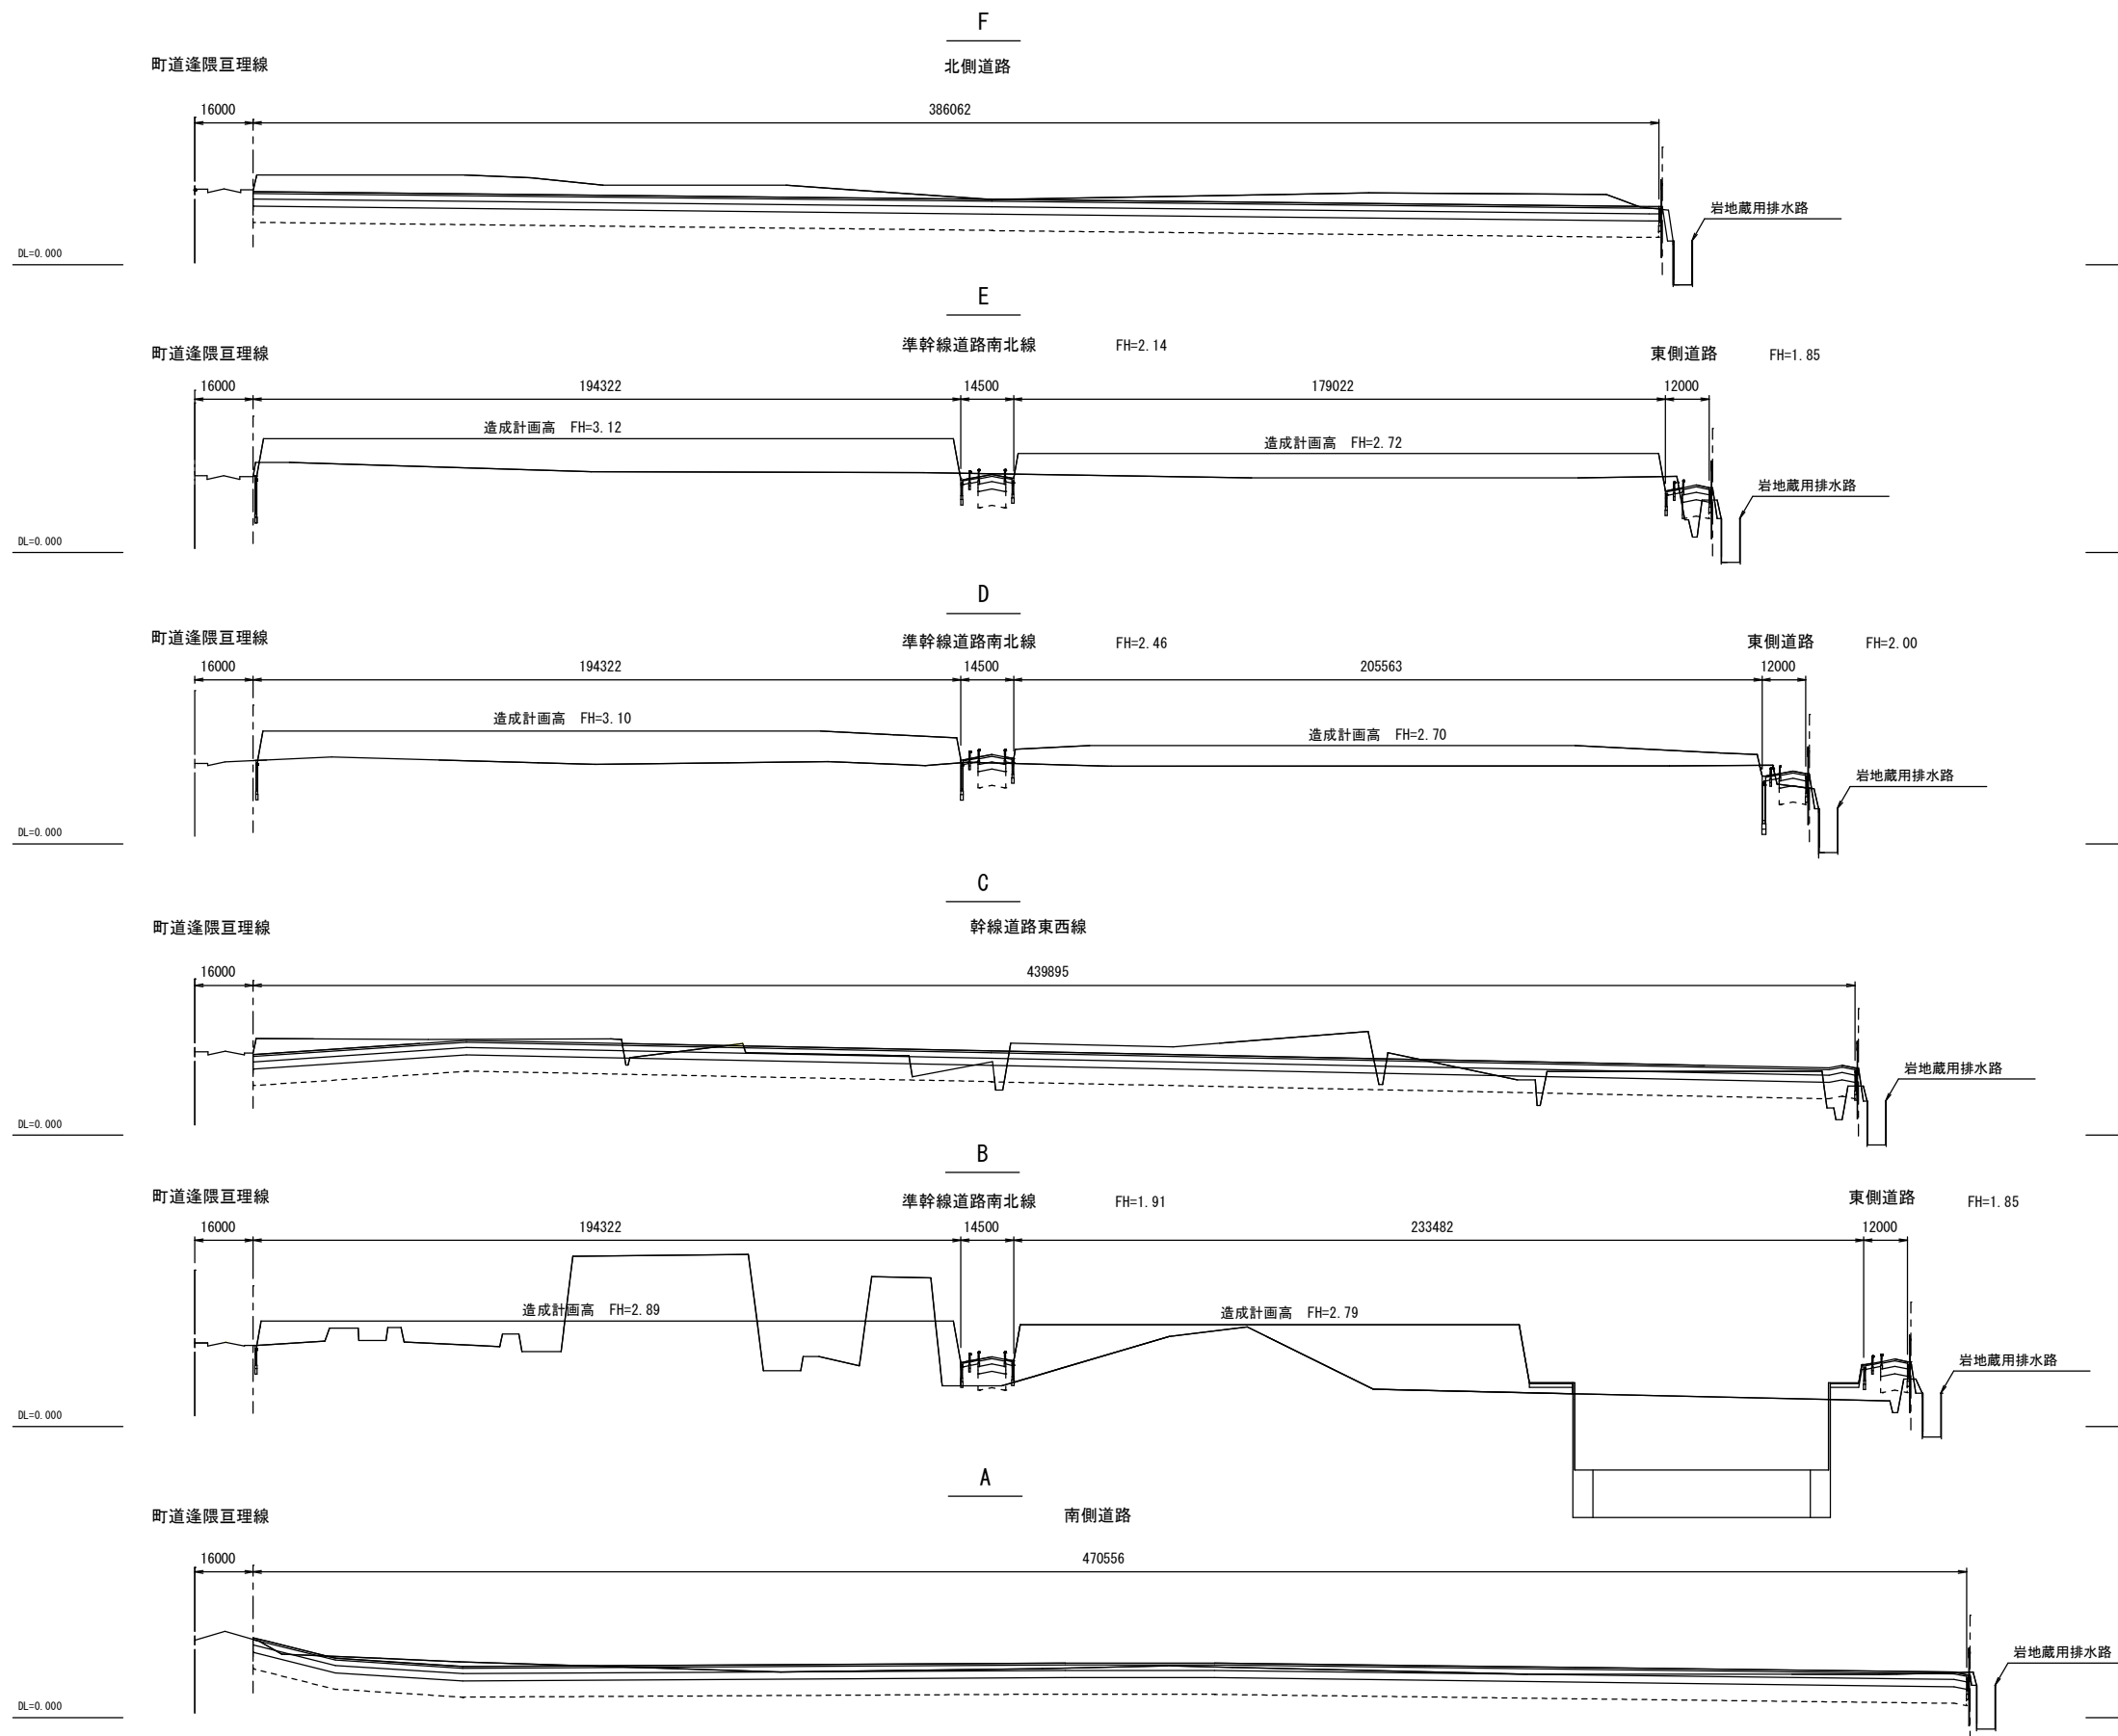 F
町道逢隈亘理線
北側道路
16000
386062
岩地蔵用排水路
DL=0.000
E
町道逢隈亘理線
準幹線道路南北線 FH=2.14
東側道路 FH=1.85
16000
194322
14500
179022
12000
造成計画高 FH=3.12
造成計画高 FH=2.72
岩地蔵用排水路
DL=0.000
D
町道逢隈亘理線
準幹線道路南北線 FH=2.46
東側道路 FH=2.00
16000
194322
14500
205563
12000
造成計画高 FH=3.10
造成計画高 FH=2.70
岩地蔵用排水路
DL=0.000
C
町道逢隈亘理線
幹線道路東西線
16000
439895
岩地蔵用排水路
DL=0.000
B
町道逢隈亘理線
準幹線道路南北線 FH=1.91
東側道路 FH=1.85
16000
194322
14500
233482
12000
造成計画高 FH=2.89
造成計画高 FH=2.79
岩地蔵用排水路
DL=0.000
A
町道逢隈亘理線
南側道路
16000
470556
岩地蔵用排水路
DL=0.000